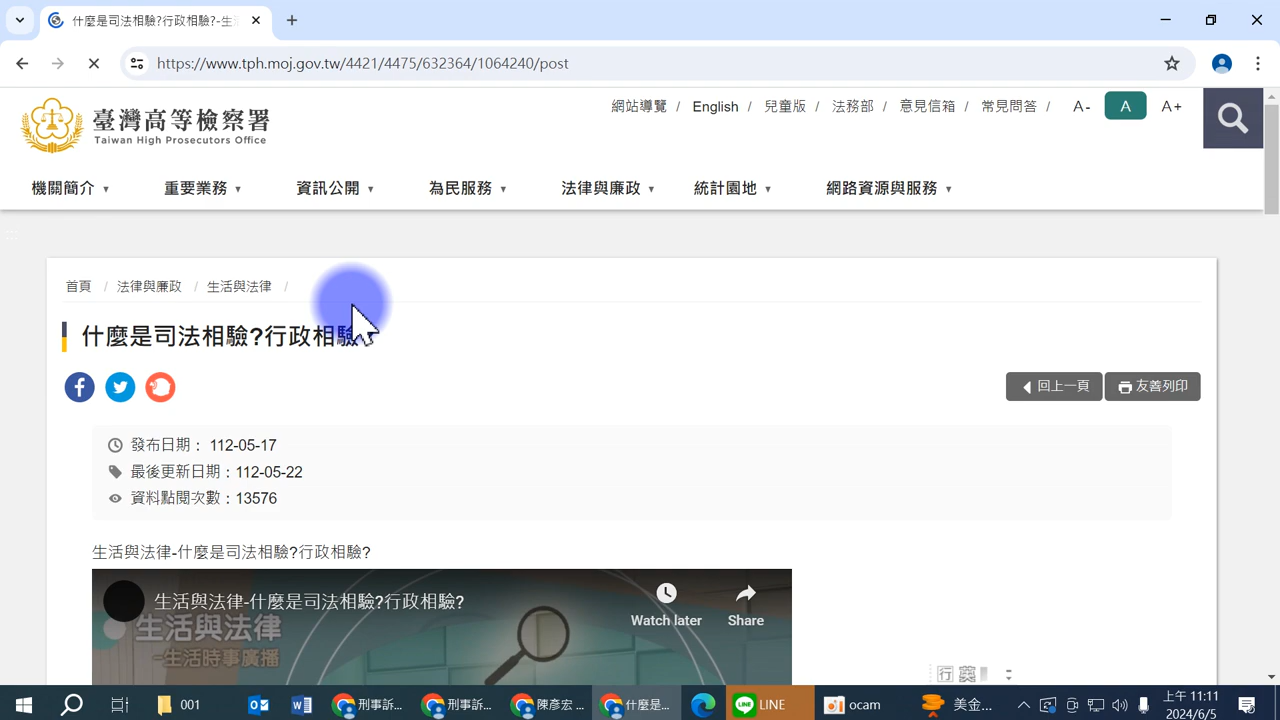 什麼是司法相驗?行政相驗?-生
https://www.tph.moj.gov.tw/4421/4475/632364/1064240/post
臺灣高等檢察署
Taiwan High Prosecutors Office
網站導覽 / English / 兒童版 / 法務部 / 意見信箱 / 常見問答 / A- A A+
機關簡介 重要業務 資訊公開 為民服務 法律與廉政 統計園地 網路資源與服務
首頁 / 法律與廉政 / 生活與法律 /
什麼是司法相驗?行政相驗?
回上一頁 友善列印
發布日期： 112-05-17
最後更新日期：112-05-22
資料點閱次數：13576
生活與法律-什麼是司法相驗?行政相驗?
生活與法律-什麼是司法相驗?行政相驗?
Watch later Share
生活與法律
-生活時事廣播
行 英
001 刑事訴... 刑事訴... 陳彥宏 ... 什麼是... LINE ocam 美金... 上午 11:11
2024/6/5